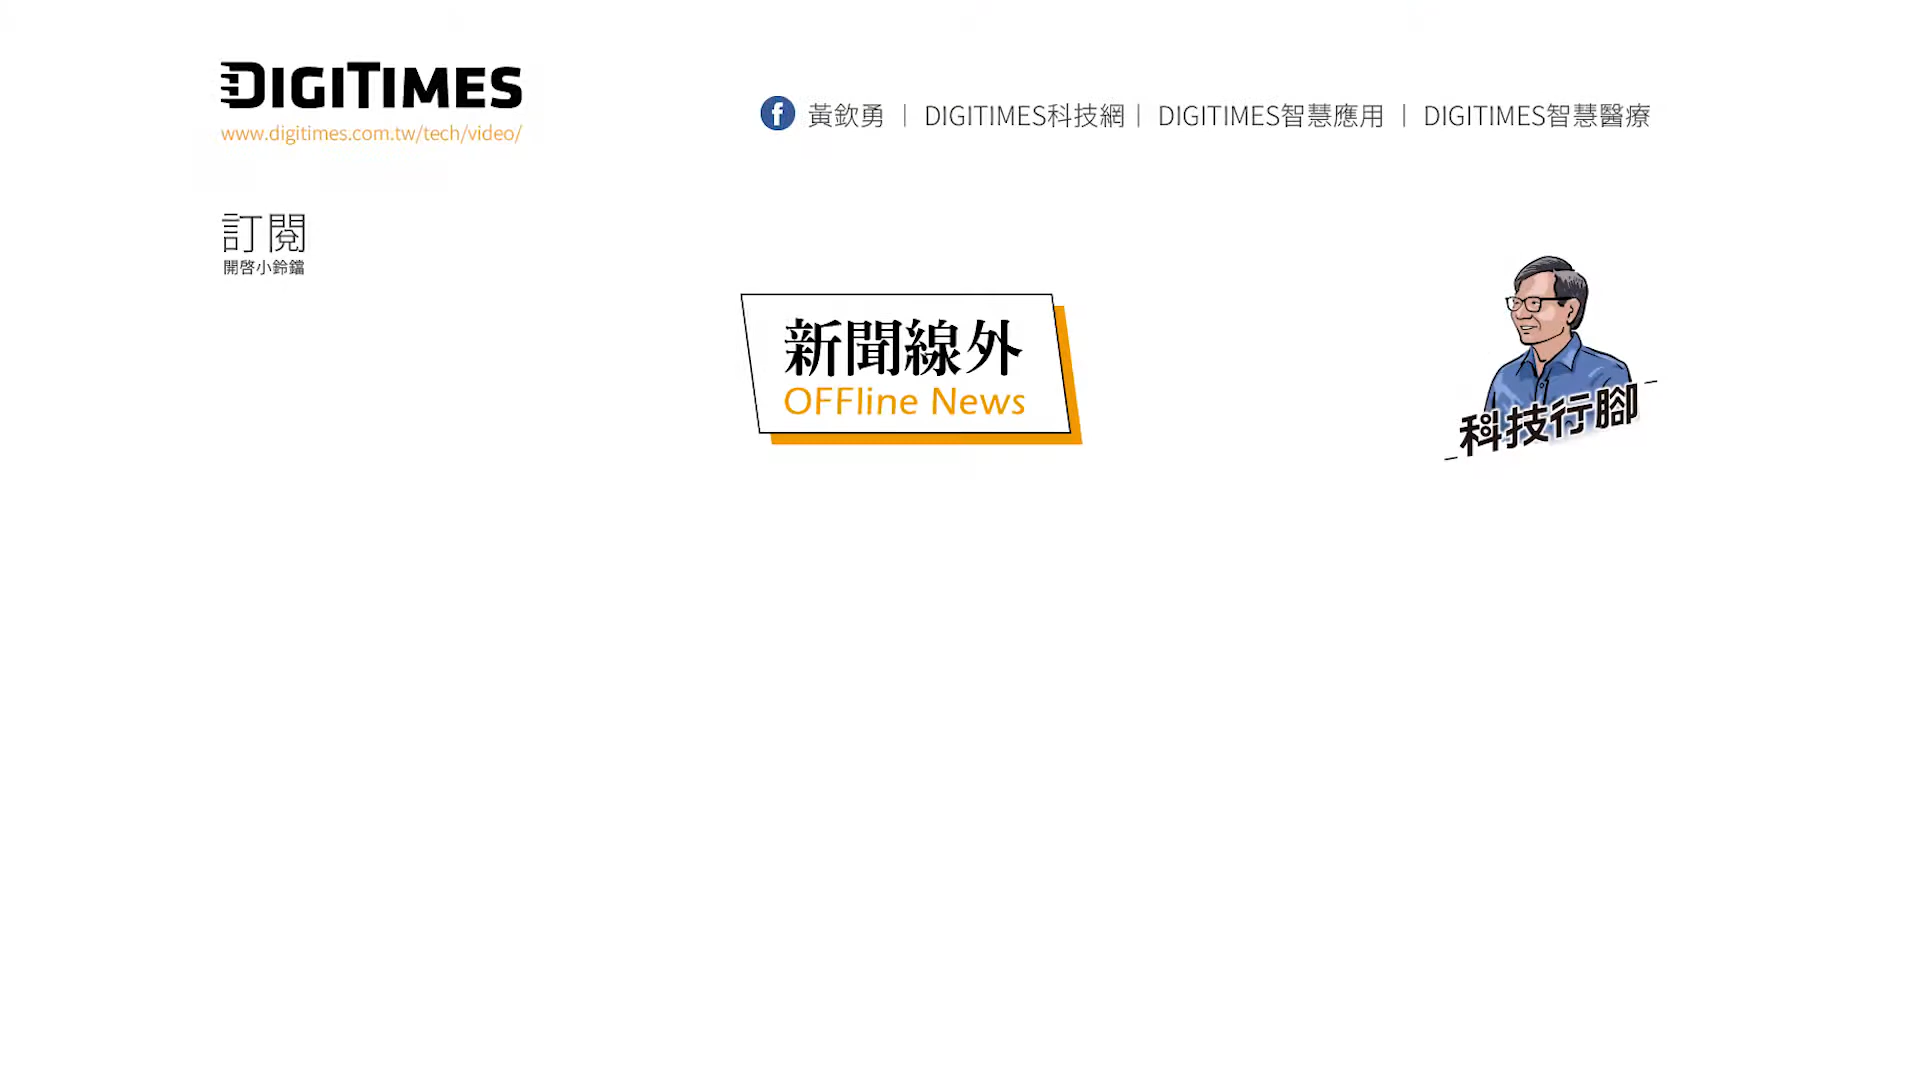 DIGITIMES
www.digitimes.com.tw/tech/video/
黃欽勇 | DIGITIMES科技網 | DIGITIMES智慧應用 | DIGITIMES智慧醫療
訂閱
開啓小鈴鐺
新聞線外
OFFline News
科技行腳